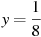 y = 1/8